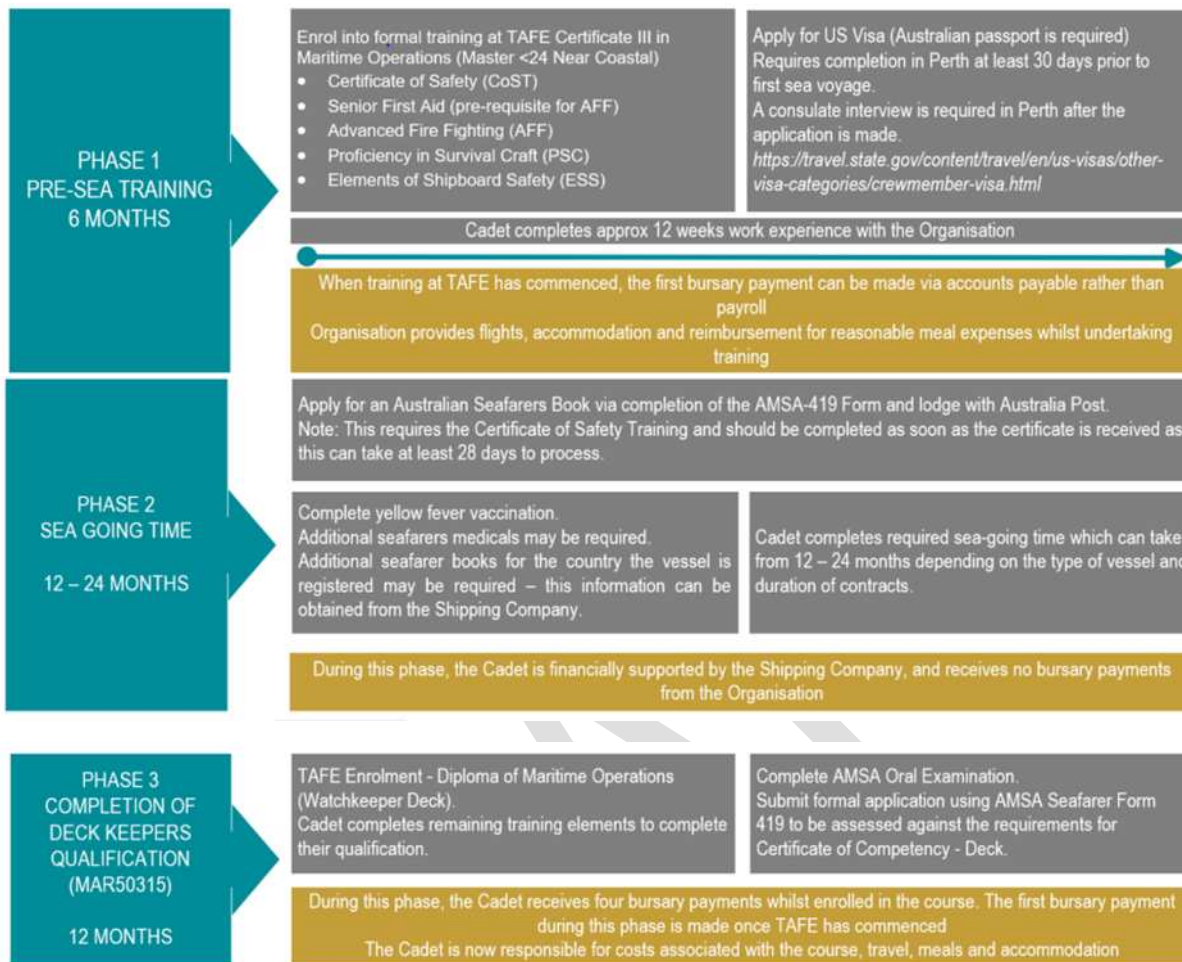 PHASE 1
PRE-SEA TRAINING
6 MONTHS
Enrol into formal training at TAFE Certificate III in
Maritime Operations (Master <24 Near Coastal)
• Certificate of Safety (CoST)
• Senior First Aid (pre-requisite for AFF)
• Advanced Fire Fighting (AFF)
• Proficiency in Survival Craft (PSC)
• Elements of Shipboard Safety (ESS)
Apply for US Visa (Australian passport is required)
Requires completion in Perth at least 30 days prior to
first sea voyage.
A consulate interview is required in Perth after the
application is made.
https://travel.state.gov/content/travel/en/us-visas/other-
visa-categories/crewmember-visa.html
Cadet completes approx 12 weeks work experience with the Organisation
When training at TAFE has commenced, the first bursary payment can be made via accounts payable rather than
payroll
Organisation provides flights, accommodation and reimbursement for reasonable meal expenses whilst undertaking
training
PHASE 2
SEA GOING TIME
12 – 24 MONTHS
Apply for an Australian Seafarers Book via completion of the AMSA-419 Form and lodge with Australia Post.
Note: This requires the Certificate of Safety Training and should be completed as soon as the certificate is received as
this can take at least 28 days to process.
Complete yellow fever vaccination.
Additional seafarers medicals may be required.
Additional seafarer books for the country the vessel is
registered may be required – this information can be
obtained from the Shipping Company.
Cadet completes required sea-going time which can take
from 12 – 24 months depending on the type of vessel and
duration of contracts.
During this phase, the Cadet is financially supported by the Shipping Company, and receives no bursary payments
from the Organisation
PHASE 3
COMPLETION OF
DECK KEEPERS
QUALIFICATION
(MAR50315)
12 MONTHS
TAFE Enrolment - Diploma of Maritime Operations
(Watchkeeper Deck).
Cadet completes remaining training elements to complete
their qualification.
Complete AMSA Oral Examination.
Submit formal application using AMSA Seafarer Form
419 to be assessed against the requirements for
Certificate of Competency - Deck.
During this phase, the Cadet receives four bursary payments whilst enrolled in the course. The first bursary payment
during this phase is made once TAFE has commenced
The Cadet is now responsible for costs associated with the course, travel, meals and accommodation